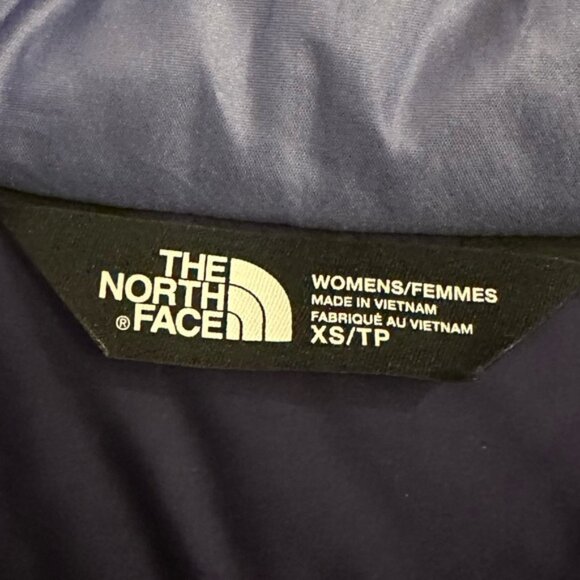 THE
NORTH
® FACE
WOMENS/FEMMES
MADE IN VIETNAM
FABRIQUÉ AU VIETNAM
XS/TP